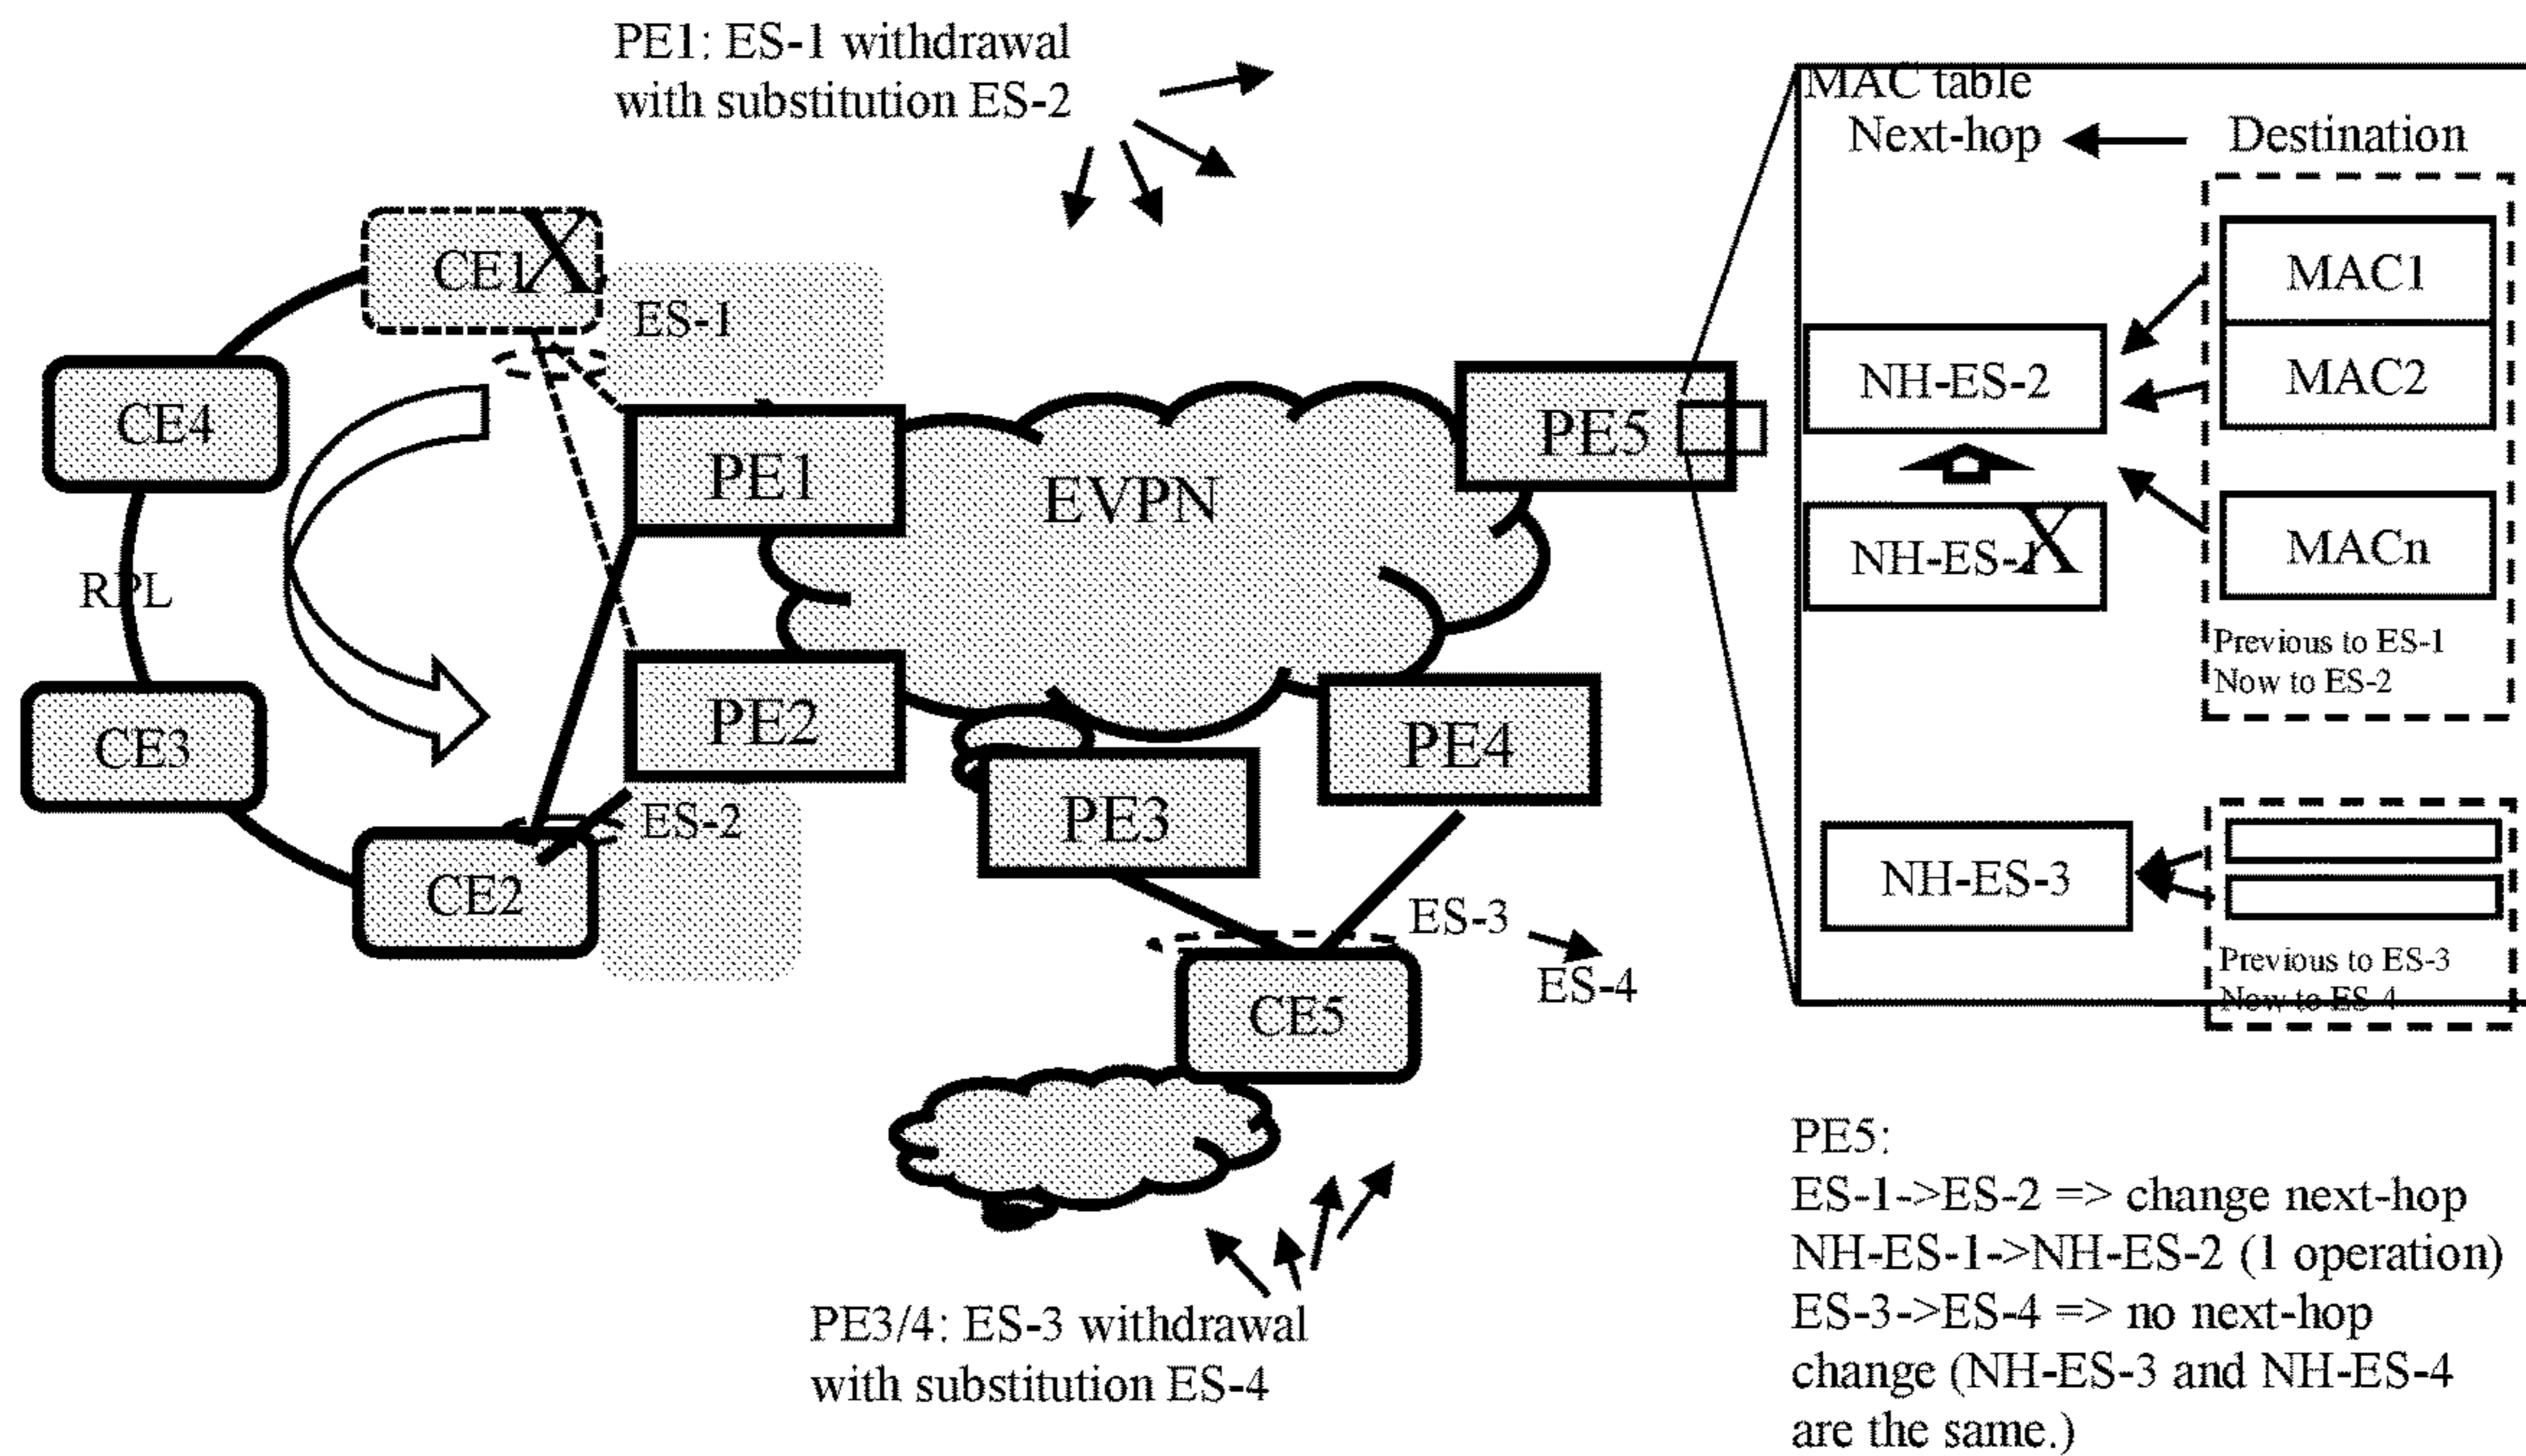 PE1: ES-1 withdrawal
with substitution ES-2
MAC table
Next-hop
Destination
CE1
X
ES-1
MAC1
NH-ES-2
MAC2
CE4
PE5
PE1
EVPN
NH-ES-1
X
MACn
RPL
Previous to ES-1
Now to ES-2
PE2
CE3
PE4
PE3
ES-2
CE2
NH-ES-3
ES-3
ES-4
Previous to ES-3
Now to ES-4
CE5
PE5:
ES-1->ES-2 => change next-hop
NH-ES-1->NH-ES-2 (1 operation)
ES-3->ES-4 => no next-hop
change (NH-ES-3 and NH-ES-4
are the same.)
PE3/4: ES-3 withdrawal
with substitution ES-4